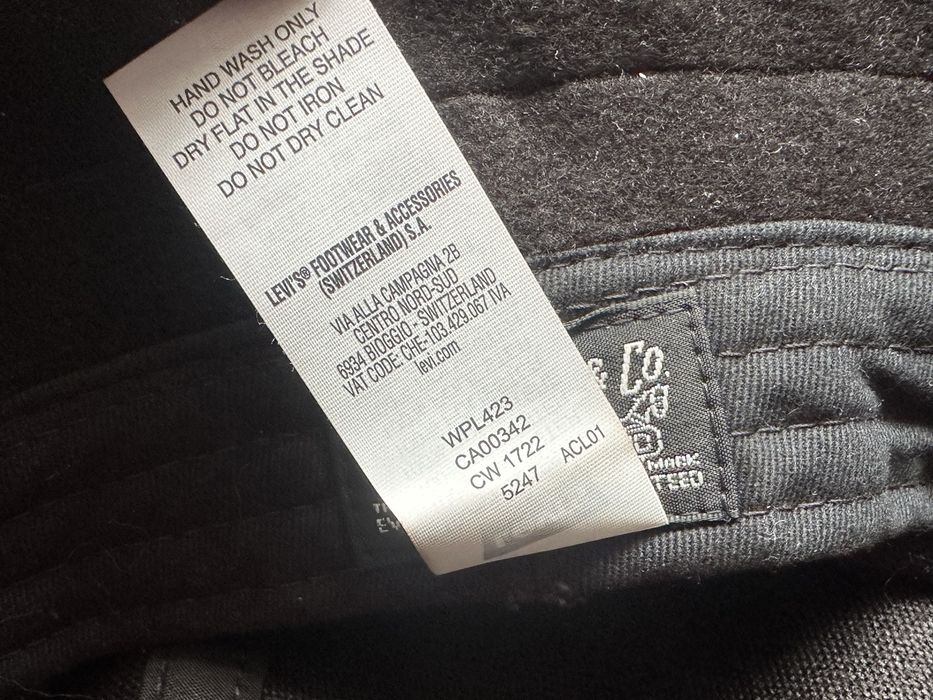 HAND WASH ONLY
DO NOT BLEACH
DRY FLAT IN THE SHADE
DO NOT IRON
DO NOT DRY CLEAN
LEVI'S® FOOTWEAR & ACCESSORIES
(SWITZERLAND) S.A.
VIA ALLA CAMPAGNA 2B
CENTRO NORD-SUD
6934 BIOGGIO - SWITZERLAND
VAT CODE: CHE-103.429.067 IVA
levi.com
WPL423
CA00342
CW 1722
5247 ACL01
& Co.